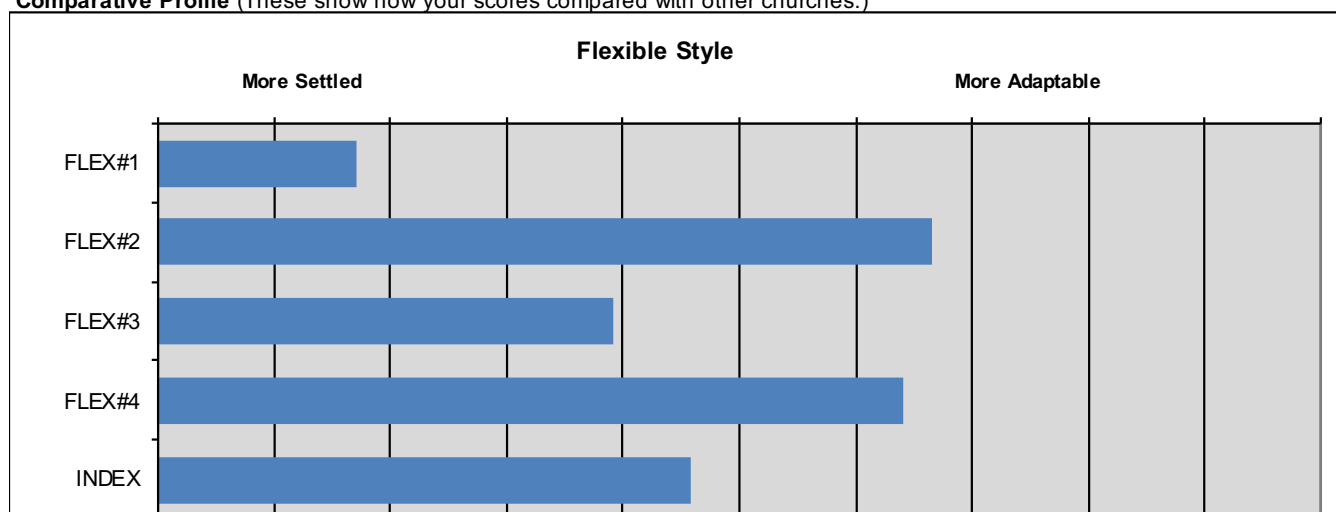 Comparative Profile (These show how your scores compared with other churches.)
Flexible Style
More Settled More Adaptable
FLEX#1
FLEX#2
FLEX#3
FLEX#4
INDEX